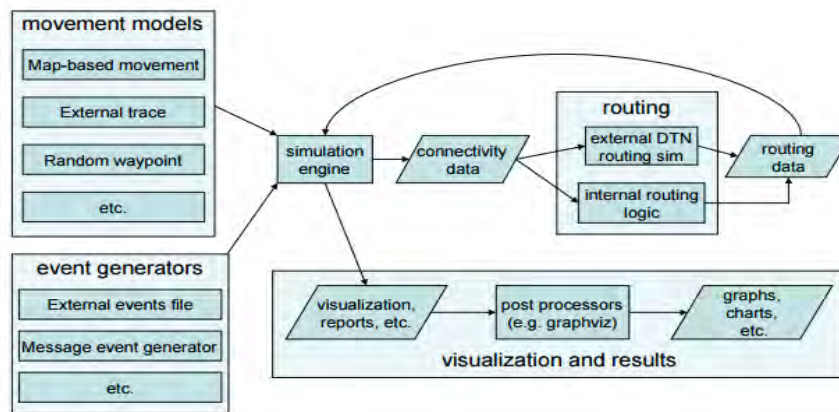 movement models
Map-based movement
External trace
Random waypoint
etc.
event generators
External events file
Message event generator
etc.
simulation
engine
connectivity
data
routing
external DTN
routing sim
internal routing
logic
routing
data
visualization,
reports, etc.
post processors
(e.g. graphviz)
graphs,
charts,
etc.
visualization and results